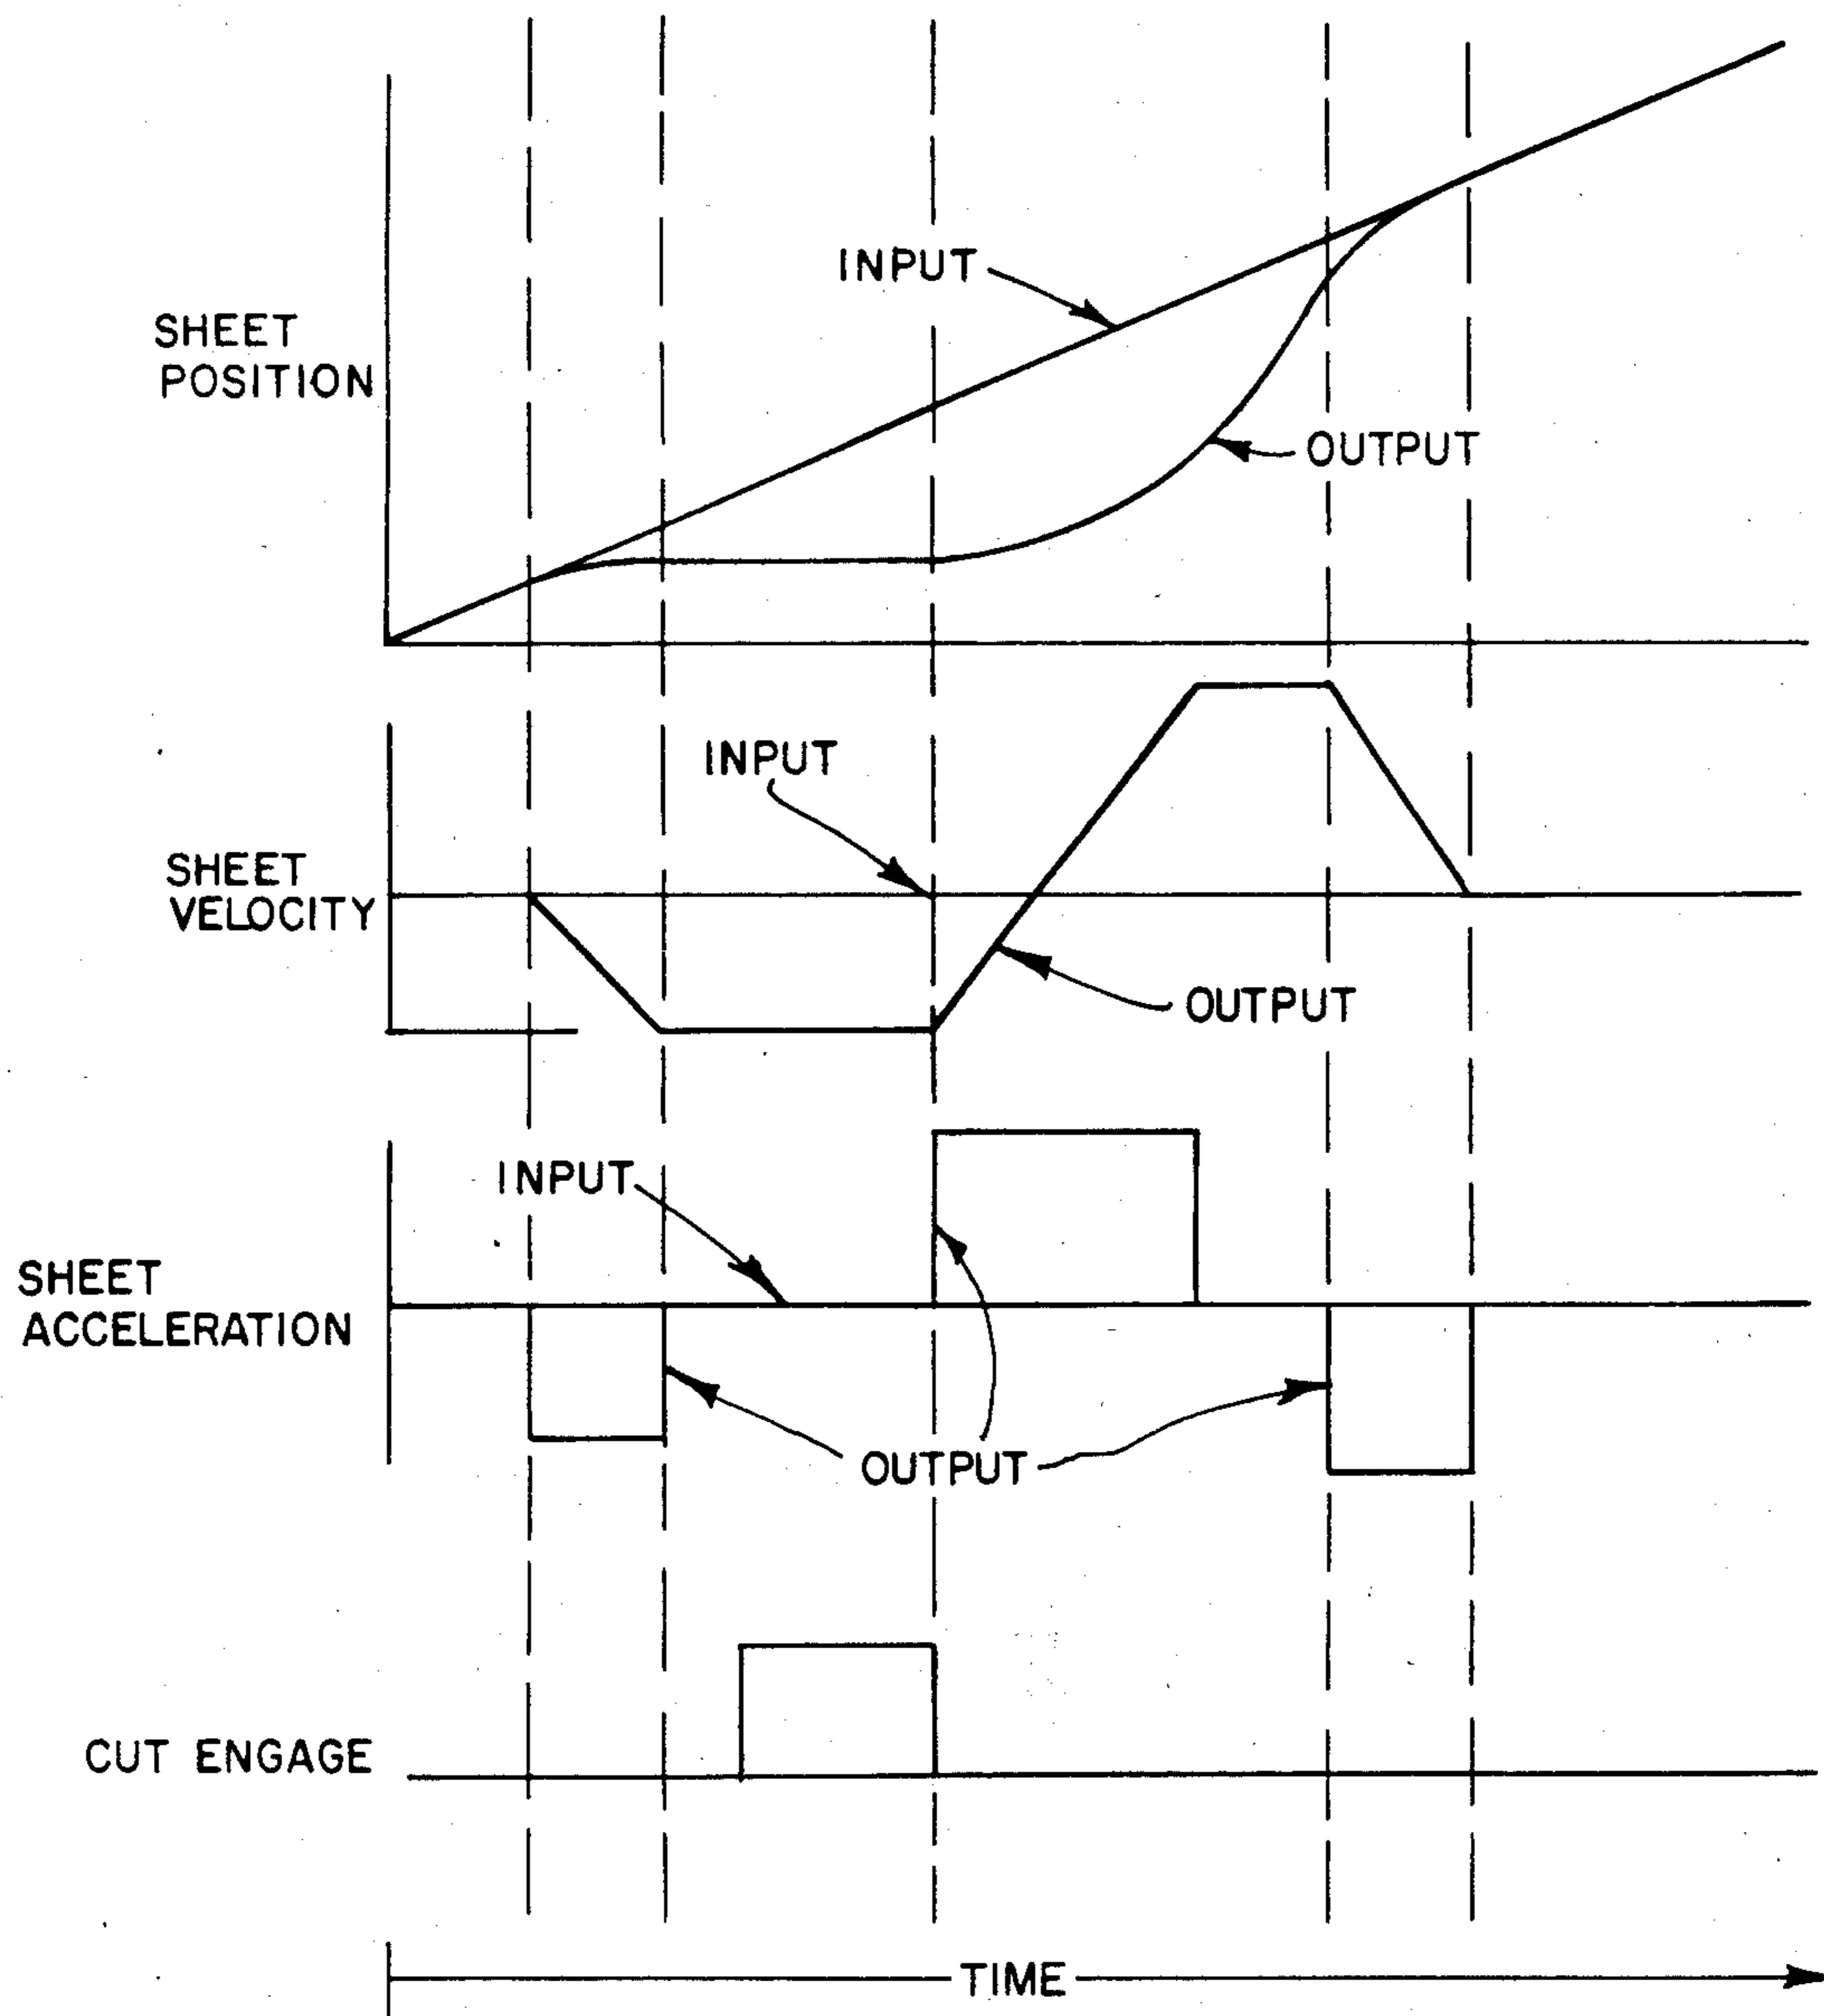 INPUT
SHEET
POSITION
OUTPUT
INPUT
SHEET
VELOCITY
OUTPUT
INPUT
SHEET
ACCELERATION
OUTPUT
CUT ENGAGE
TIME